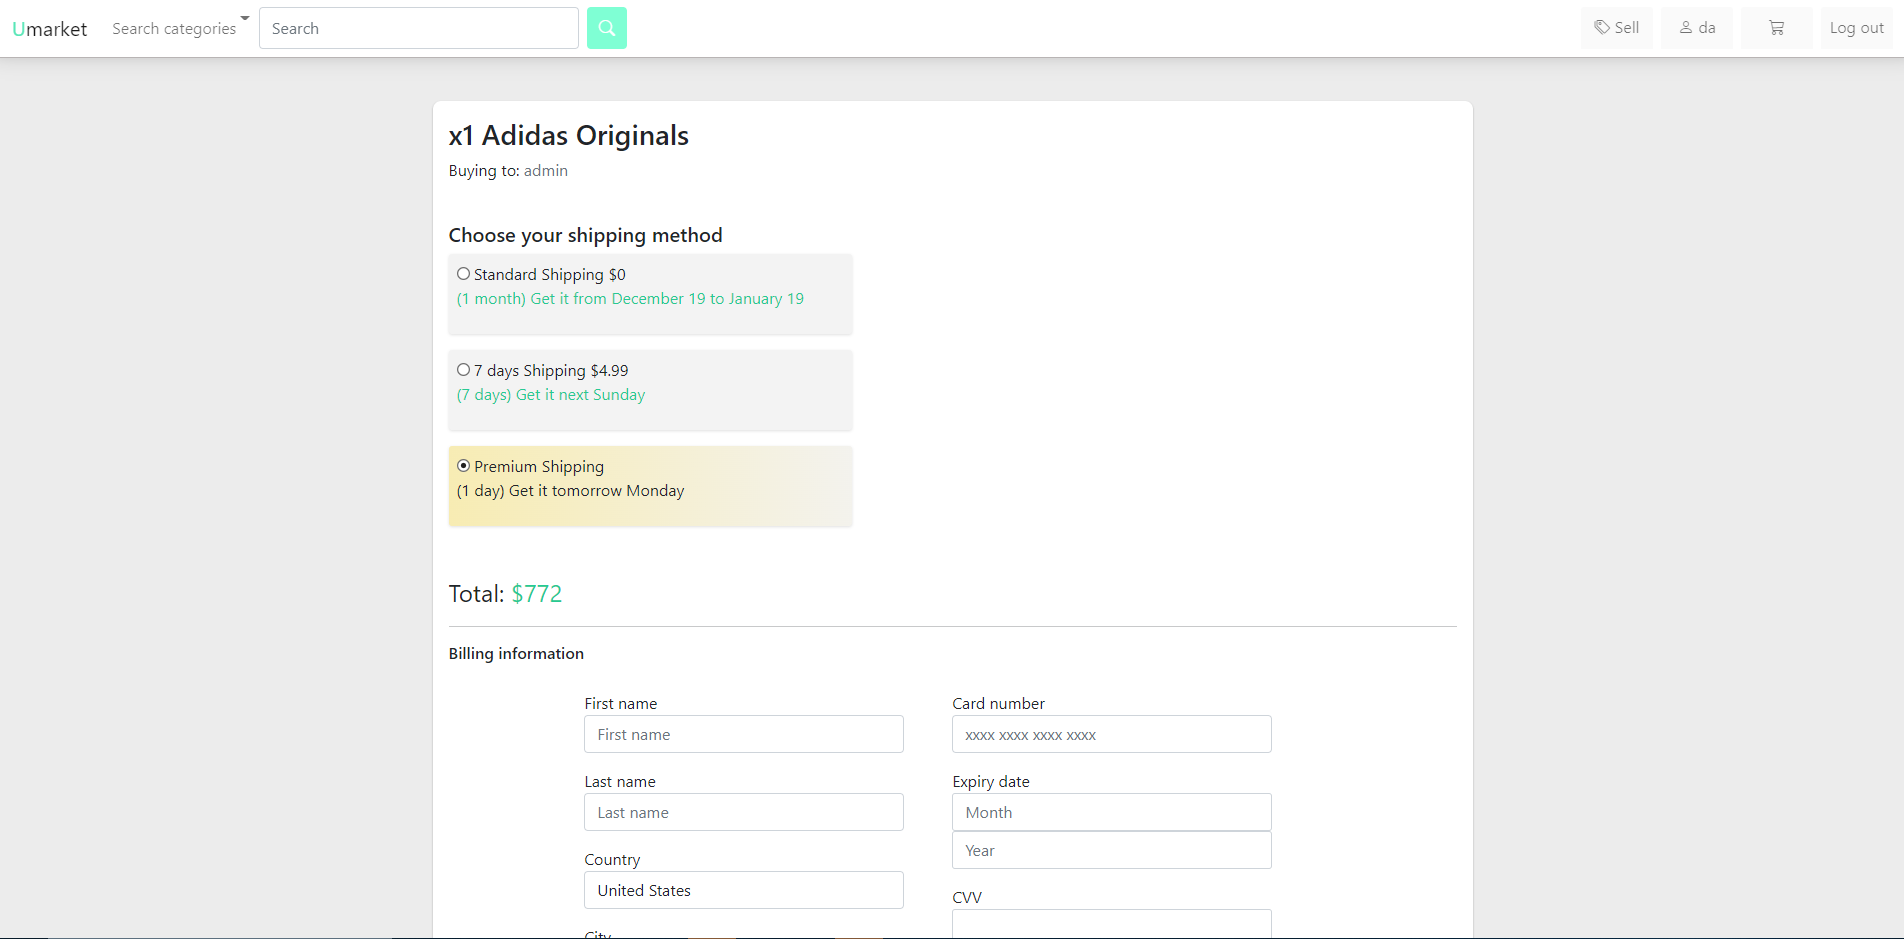 Umarket Search categories Search Sell da Log out
x1 Adidas Originals
Buying to: admin
Choose your shipping method
Standard Shipping $0
(1 month) Get it from December 19 to January 19
7 days Shipping $4.99
(7 days) Get it next Sunday
Premium Shipping
(1 day) Get it tomorrow Monday
Total: $772
Billing information
First name
First name
Last name
Last name
Country
United States
City
Card number
xxxx xxxx xxxx xxxx
Expiry date
Month
Year
CVV